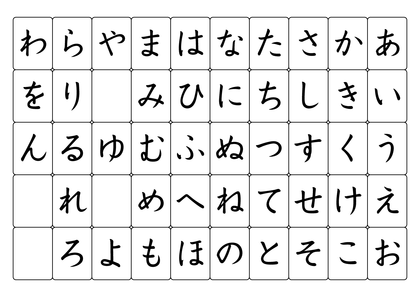 わらやまはなたさかあ
をり みひにちしきい
んるゆむふぬつすくう
れ めへねてせけえ
ろよもほのとそこお